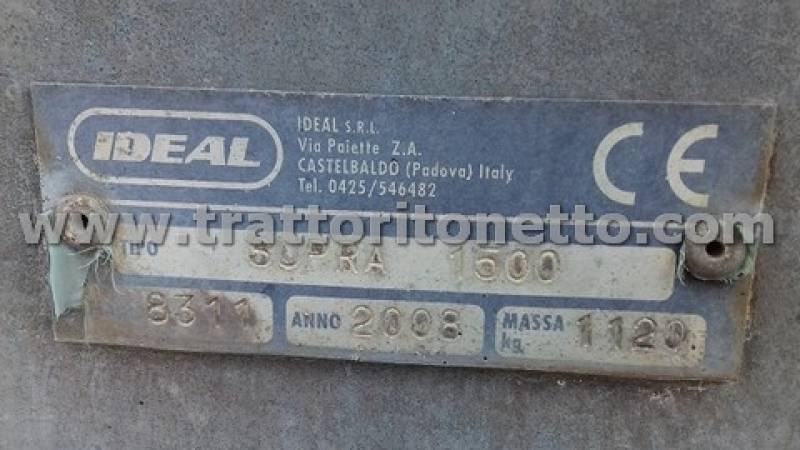 IDEAL
IDEAL S.R.L.
Via Paiette Z.A.
CASTELBALDO (Padova) Italy
Tel. 0425/546482
CE
www.trattoritonetto.com
TIPO SUPRA 1500
8311 ANNO 2008 MASSA kg. 1120